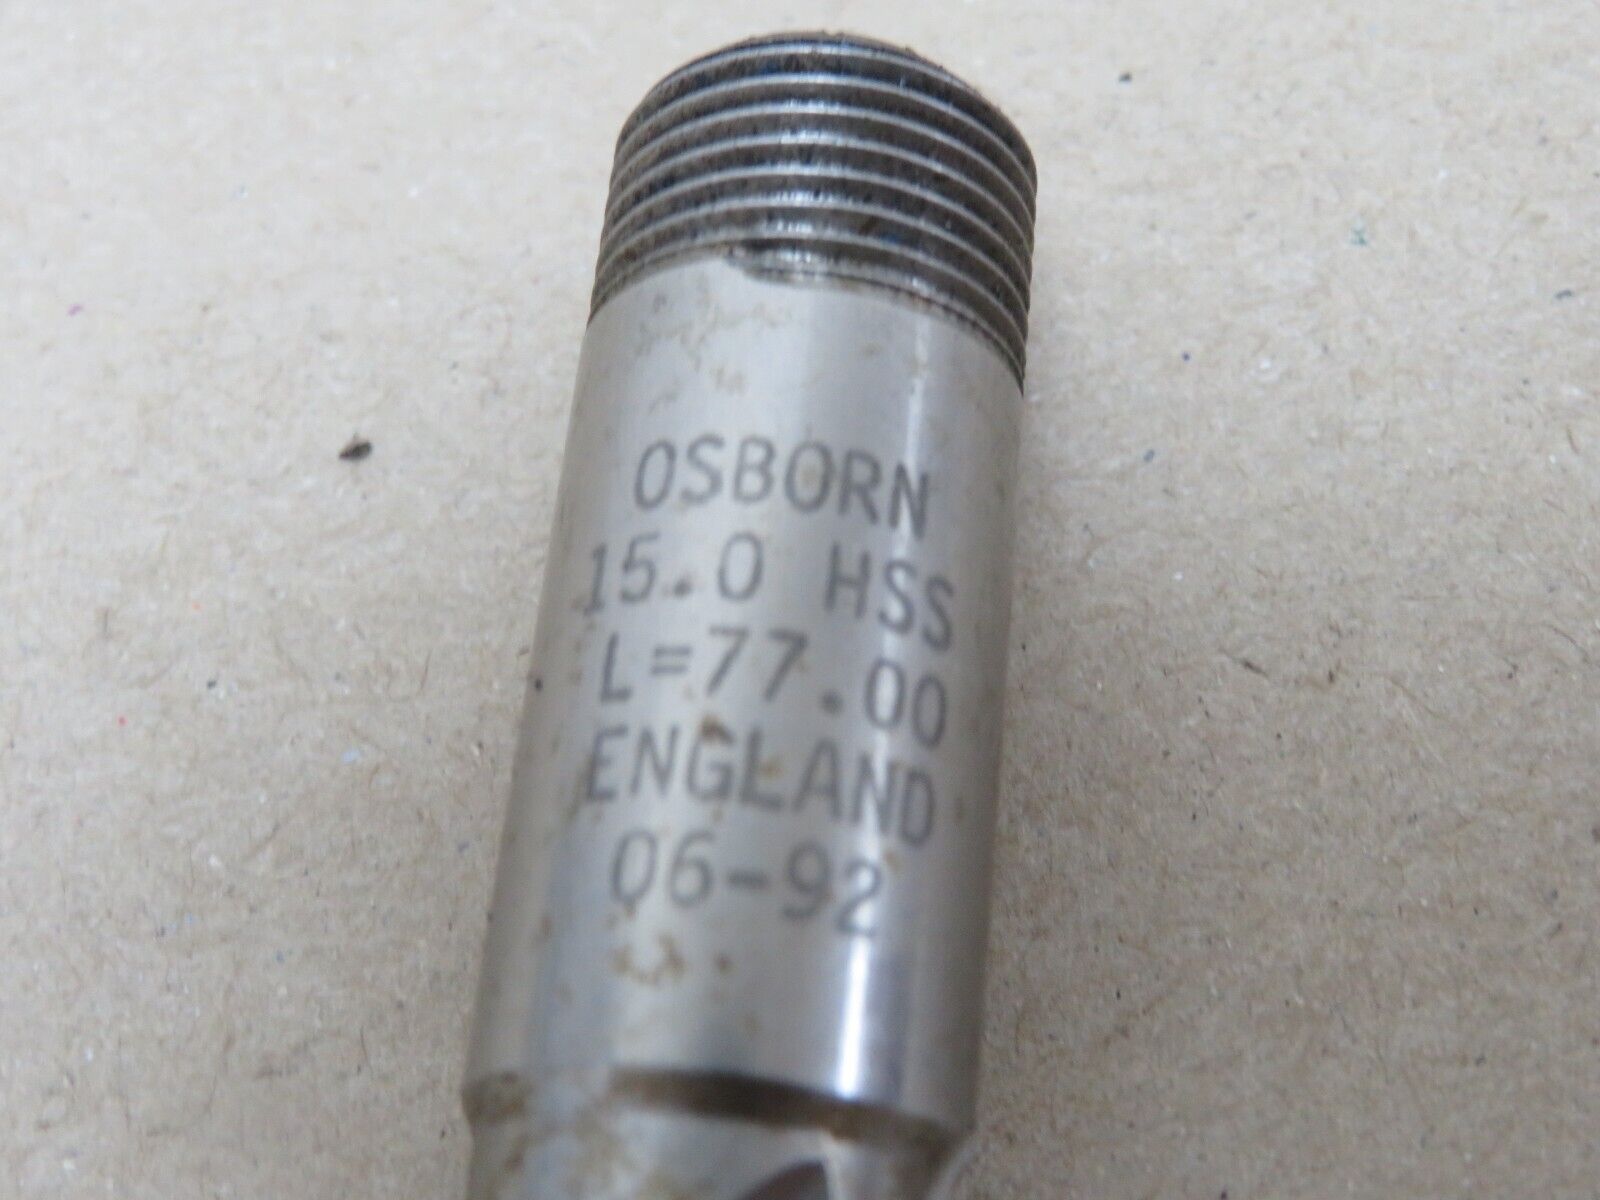 OSBORN
15.0 HSS
L=77.00
ENGLAND
06-92